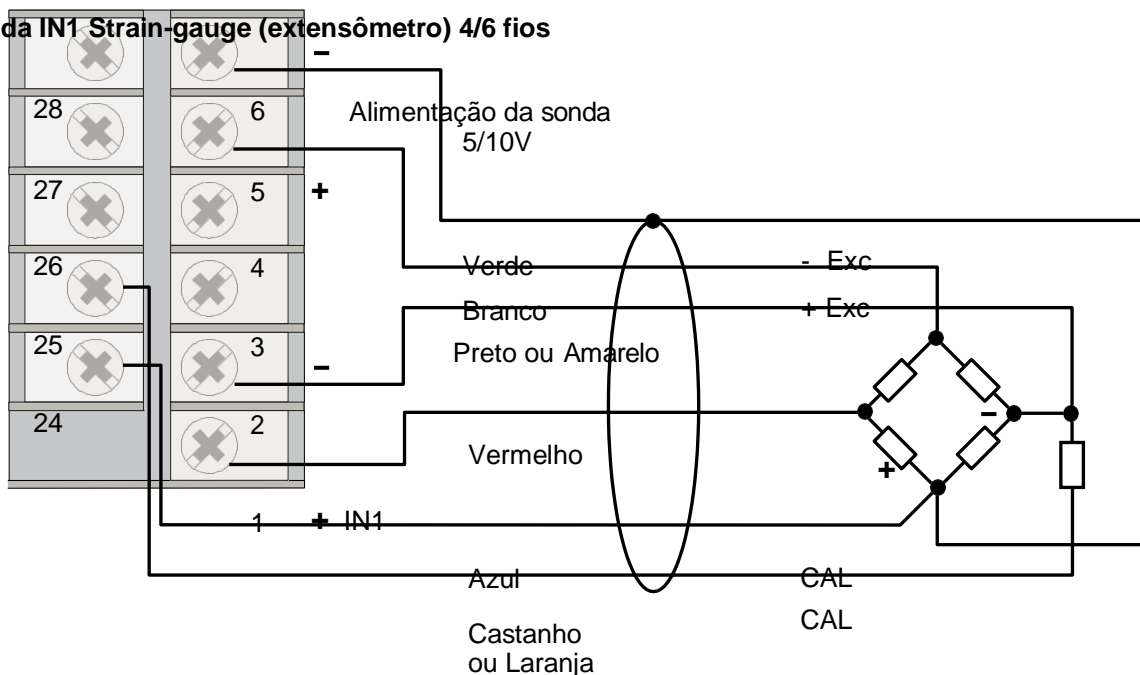 da IN1 Strain-gauge (extensômetro) 4/6 fios
−
28
6
Alimentação da sonda
5/10V
27
5
+
26
4
Verde
- Exc
Branco
+ Exc
25
3
−
Preto ou Amarelo
24
2
−
Vermelho
+
1
+ IN1
Azul
CAL
CAL
Castanho
ou Laranja